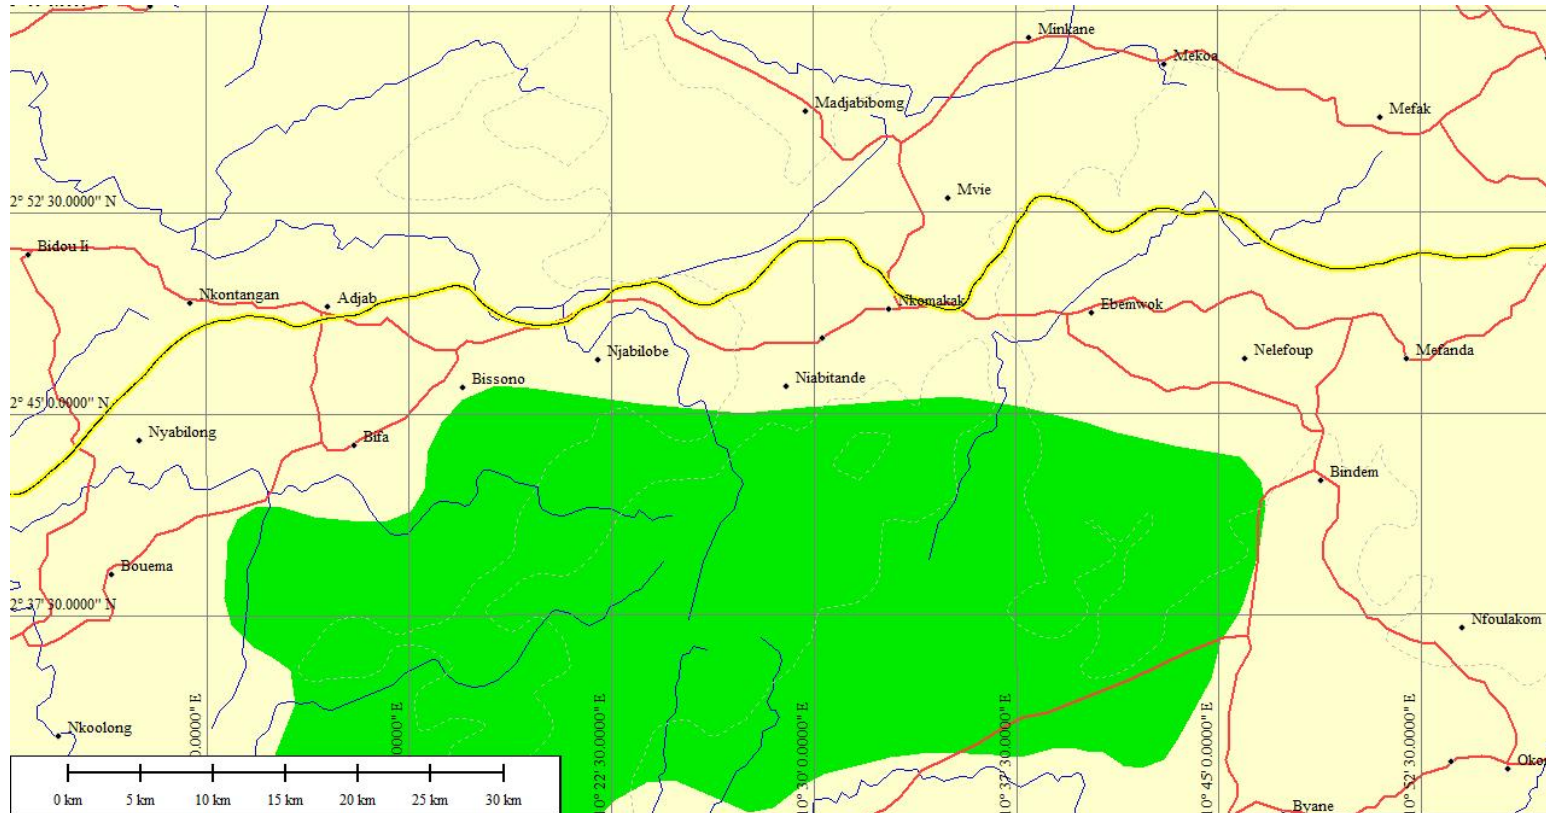 Minkane
Mekoa
Madjabibomg
Mefak
Mvie
2° 52' 30.0000" N
Bidou Ii
Nkontangan
Adjab
Nkomakak
Ebemwok
Njabilobe
Nelefoup
Mefanda
Bissono
Niabitande
2° 45' 0.0000" N
Nyabilong
Bifa
Bindem
Bouema
2° 37' 30.0000" N
Nfoulakom
Nkoolong
0.0000" E
0000" E
10° 22' 30.0000" E
10° 30' 0.0000" E
10° 37' 30.0000" E
10° 45' 0.0000" E
10° 52' 30.0000" E
Byane
0 km 5 km 10 km 15 km 20 km 25 km 30 km